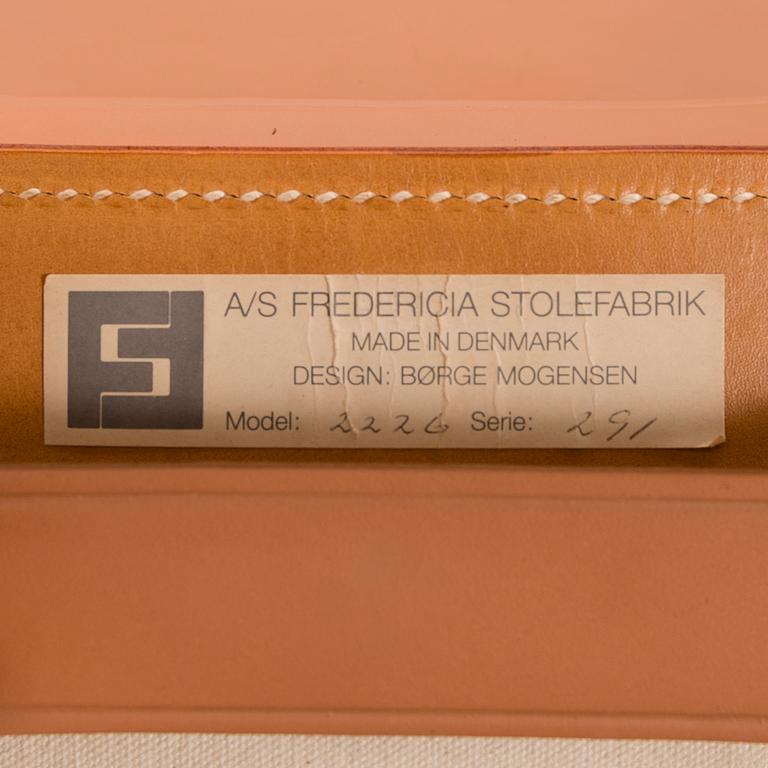 A/S FREDERICIA STOLEFABRIK
MADE IN DENMARK
DESIGN: BØRGE MOGENSEN
Model: 2226 Serie: 291